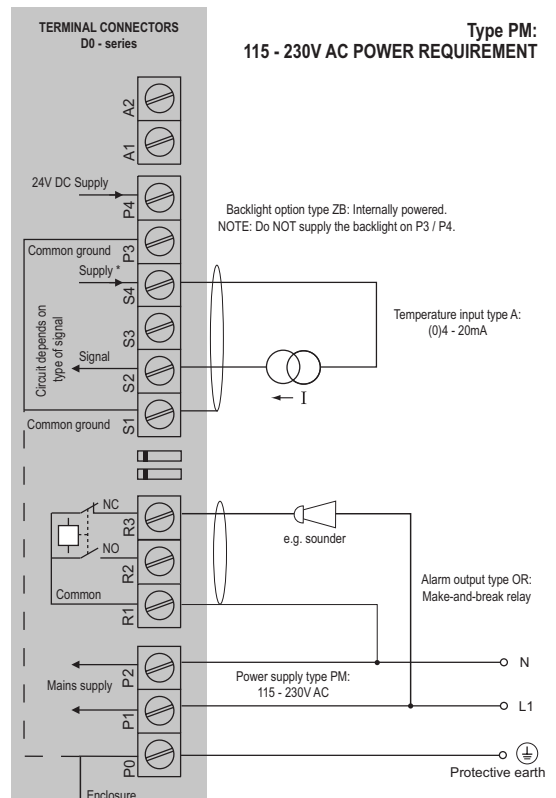 TERMINAL CONNECTORS
D0 - series
Type PM:
115 - 230V AC POWER REQUIREMENT
A2
A1
24V DC Supply
P4
Backlight option type ZB: Internally powered.
NOTE: Do NOT supply the backlight on P3 / P4.
Common ground
P3
Supply *
S4
Temperature input type A:
(0)4 - 20mA
Circuit depends on
type of signal
S3
Signal
S2
I
Common ground
S1
NC
R3
e.g. sounder
NO
R2
Alarm output type OR:
Make-and-break relay
Common
R1
P2
N
Mains supply
Power supply type PM:
115 - 230V AC
P1
L1
P0
Protective earth
Enclosure